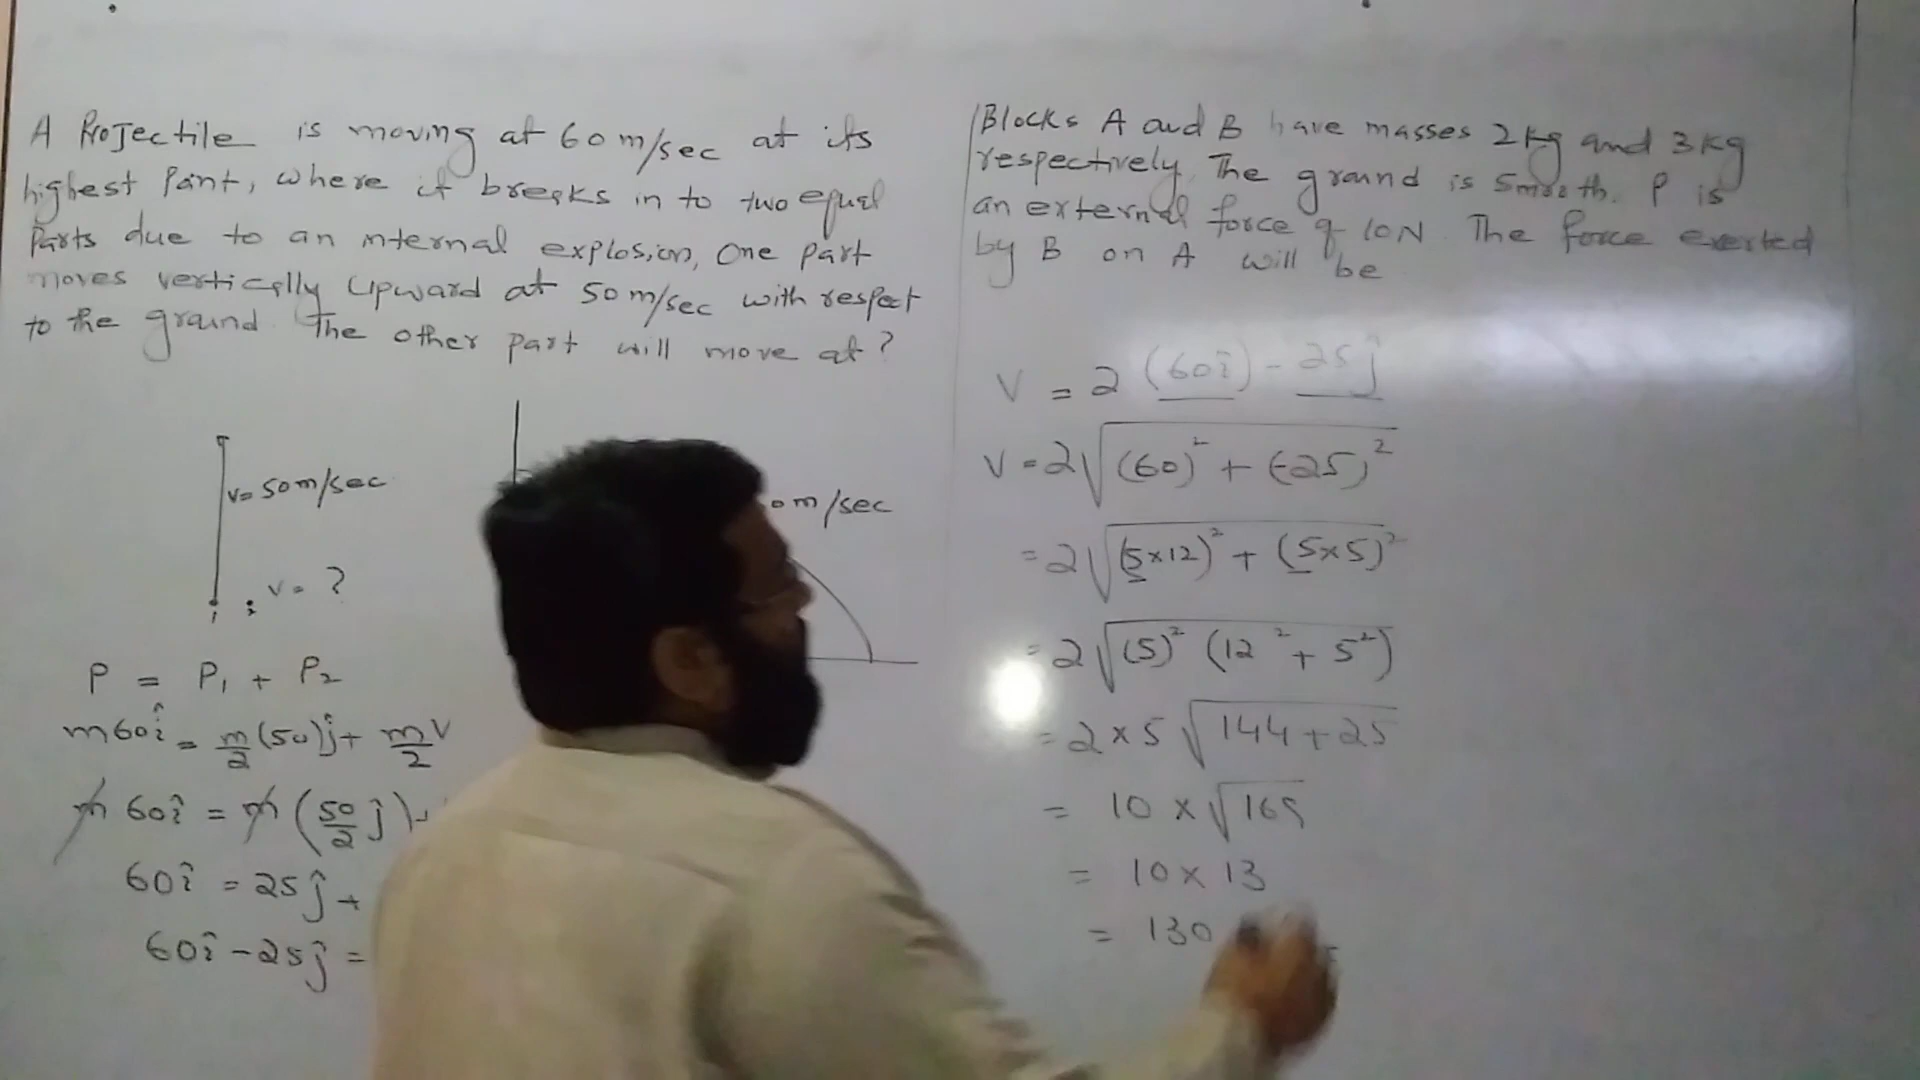 A Projectile is moving at 60 m/sec at its
highest Point, where it breaks in to two equal
Parts due to an internal explosion, One part
moves vertically Upward at 50 m/sec with respect
to the ground. The other part will move at?
v= 50 m/sec
0 m/sec
v = ?
P = P₁ + P₂
m60î = m/2 (50)ĵ + m/2 V
m 60î = m (50/2 ĵ) +
60î = 25ĵ +
60î - 25ĵ =
Blocks A and B have masses 2 kg and 3 kg
respectively. The ground is smooth. P is
an external force of 10N. The force exerted
by B on A will be
V = 2 (60î) - 25ĵ
V = 2√((60)² + (-25)²)
= 2√((5×12)² + (5×5)²)
= 2√((5)² (12² + 5²))
= 2 × 5 √(144 + 25)
= 10 × √169
= 10 × 13
= 130